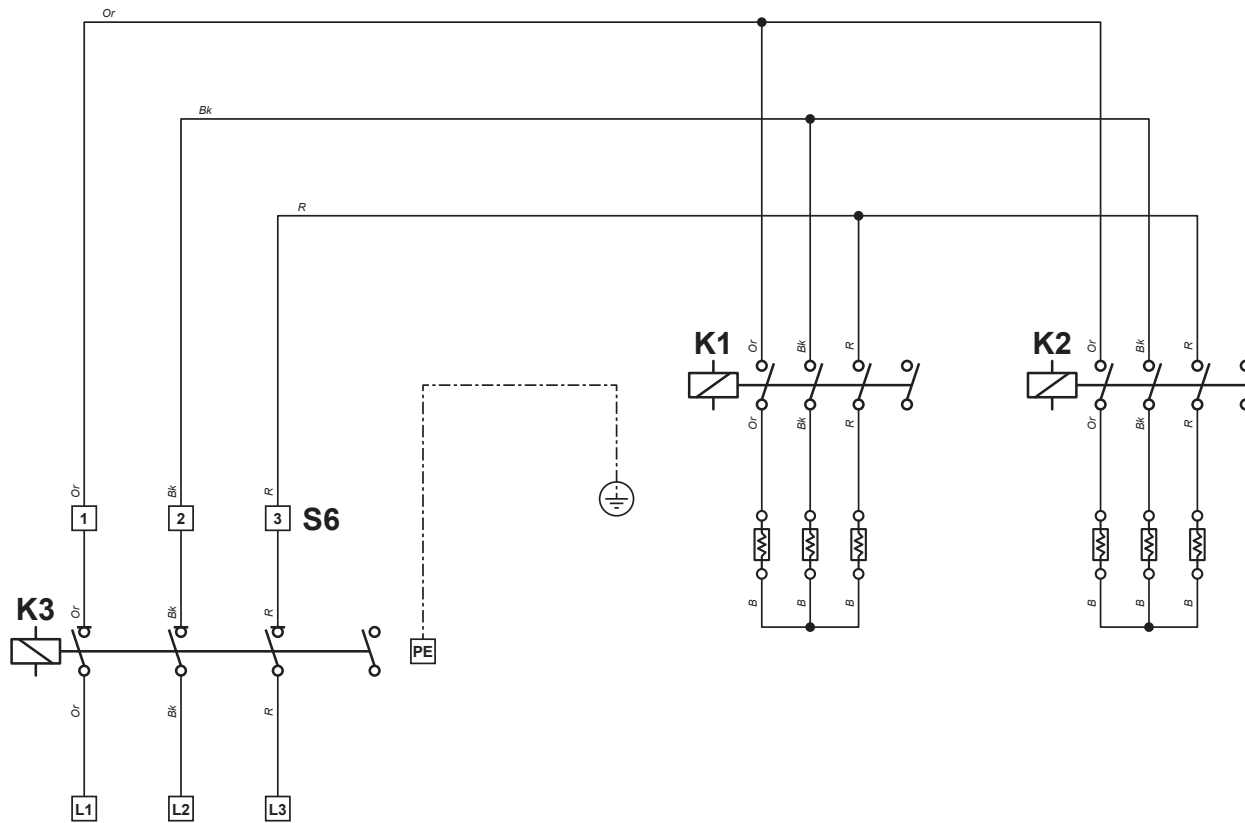 Or
Bk
R
K1 Or Bk R
K2 Or Bk R
Or Bk R
Or Bk R
Or Bk R
1 2 3 S6
B B B
B B B
K3 Or Bk R
PE
Or Bk R
L1 L2 L3